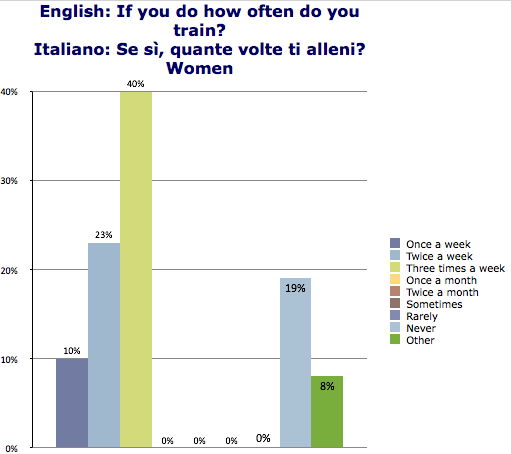 English: If you do how often do you
train?
Italiano: Se sì, quante volte ti alleni?
Women
40%
40%
30%
23%
20%
19%
10%
10%
8%
0%
0%
0%
0%
0%
Once a week
Twice a week
Three times a week
Once a month
Twice a month
Sometimes
Rarely
Never
Other